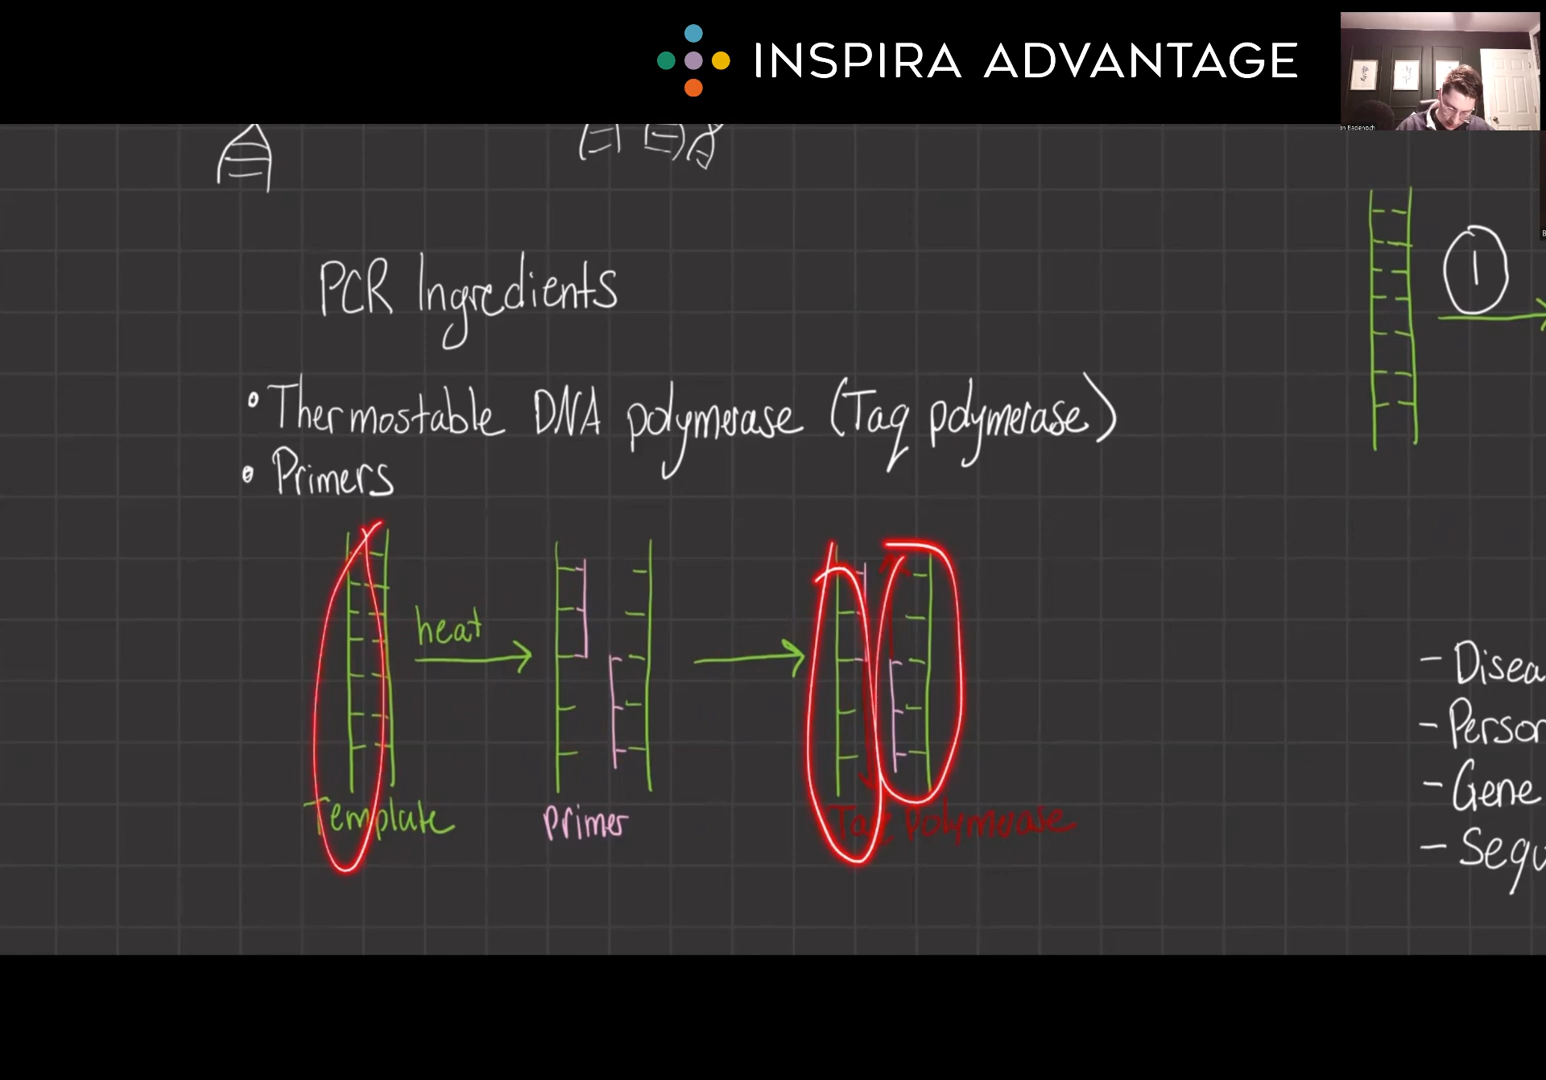 INSPIRA ADVANTAGE
PCR Ingredients
• Thermostable DNA polymerase (Taq polymerase)
• Primers
1
heat
Template
Primer
Taq Polymerase
- Disea
- Person
- Gene
- Sequ